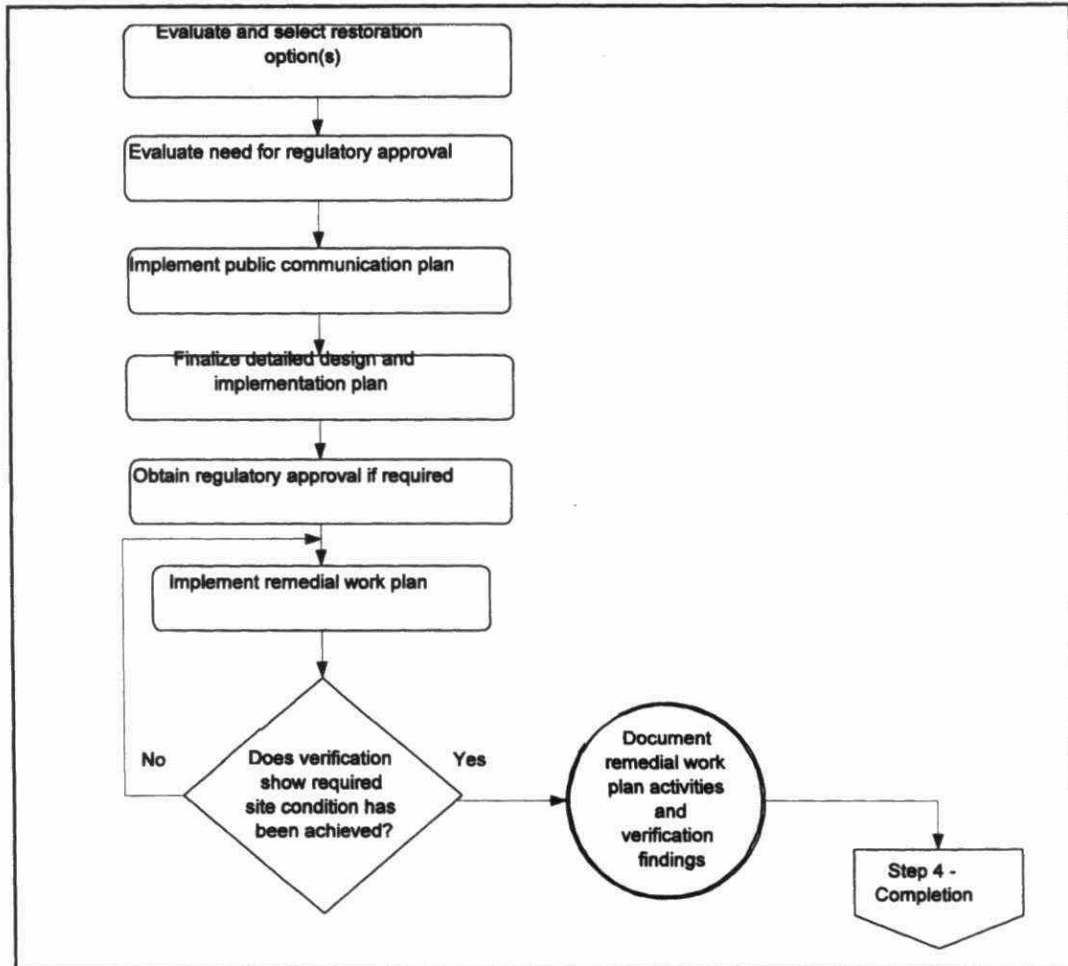 Evaluate and select restoration
option(s)
Evaluate need for regulatory approval
Implement public communication plan
Finalize detailed design and
implementation plan
Obtain regulatory approval if required
Implement remedial work plan
No
Does verification
show required
site condition has
been achieved?
Yes
Document
remedial work
plan activities
and
verification
findings
Step 4 -
Completion